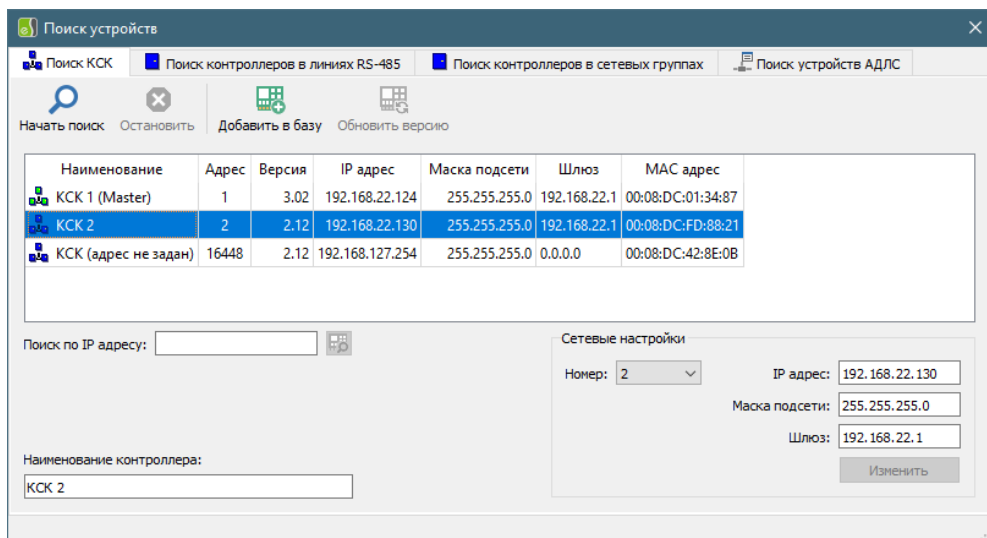 Поиск устройств
Поиск КСК Поиск контроллеров в линиях RS-485 Поиск контроллеров в сетевых группах Поиск устройств АДЛС
Начать поиск Остановить Добавить в базу Обновить версию
Наименование Адрес Версия IP адрес Маска подсети Шлюз MAC адрес
КСК 1 (Master) 1 3.02 192.168.22.124 255.255.255.0 192.168.22.1 00:08:DC:01:34:87
КСК 2 2 2.12 192.168.22.130 255.255.255.0 192.168.22.1 00:08:DC:FD:88:21
КСК (адрес не задан) 16448 2.12 192.168.127.254 255.255.255.0 0.0.0.0 00:08:DC:42:8E:0B
Поиск по IP адресу:
Сетевые настройки
Номер: 2 IP адрес: 192.168.22.130
Маска подсети: 255.255.255.0
Шлюз: 192.168.22.1
Изменить
Наименование контроллера:
КСК 2